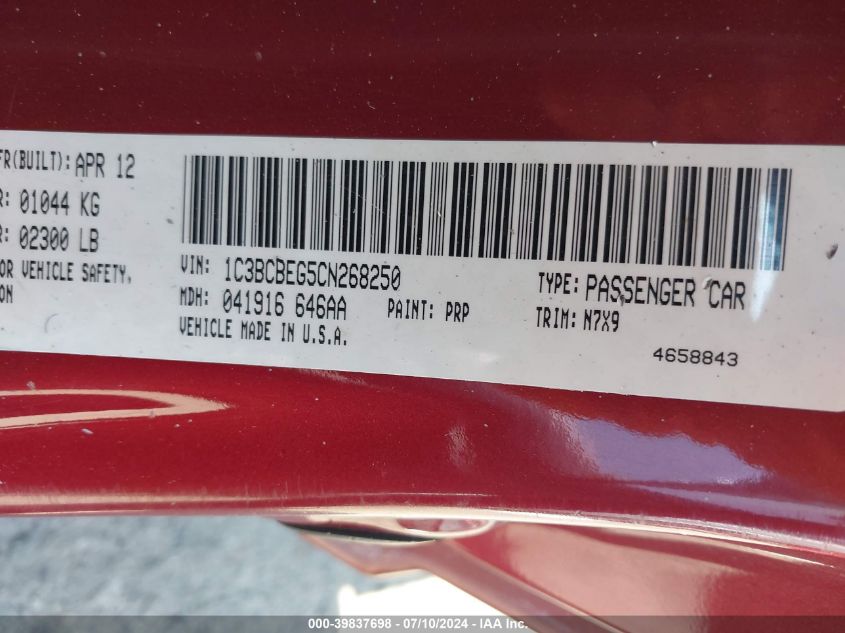 FR(BUILT): APR 12
R: 01044 KG
R: 02300 LB
OR VEHICLE SAFETY,
ON
VIN: 1C3BCBEG5CN268250
TYPE: PASSENGER CAR
MDH: 041916 646AA PAINT: PRP TRIM: N7X9
VEHICLE MADE IN U.S.A.
4658843
000-39837698 - 07/10/2024 - IAA Inc.